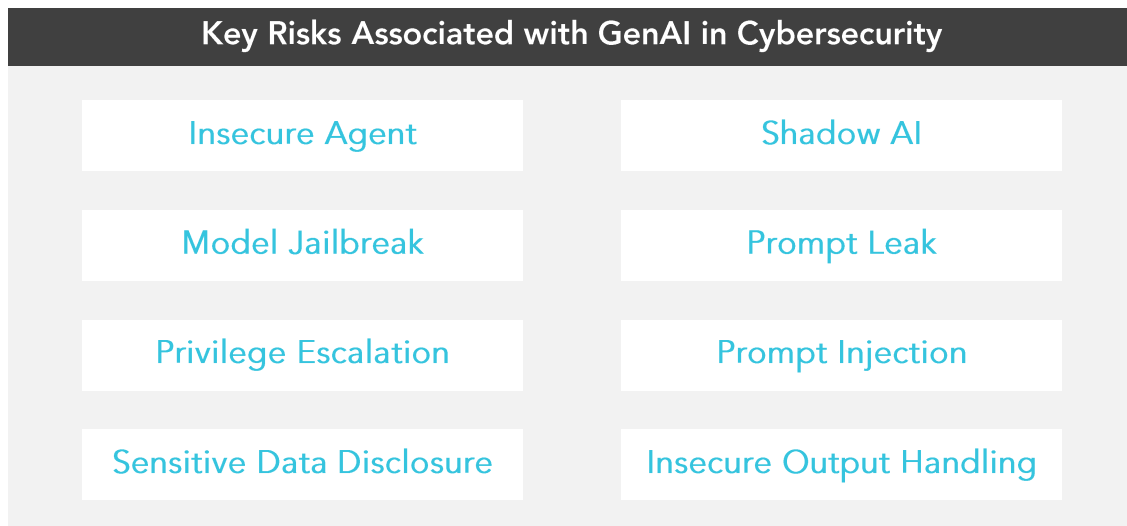 Key Risks Associated with GenAI in Cybersecurity
Insecure Agent
Shadow AI
Model Jailbreak
Prompt Leak
Privilege Escalation
Prompt Injection
Sensitive Data Disclosure
Insecure Output Handling